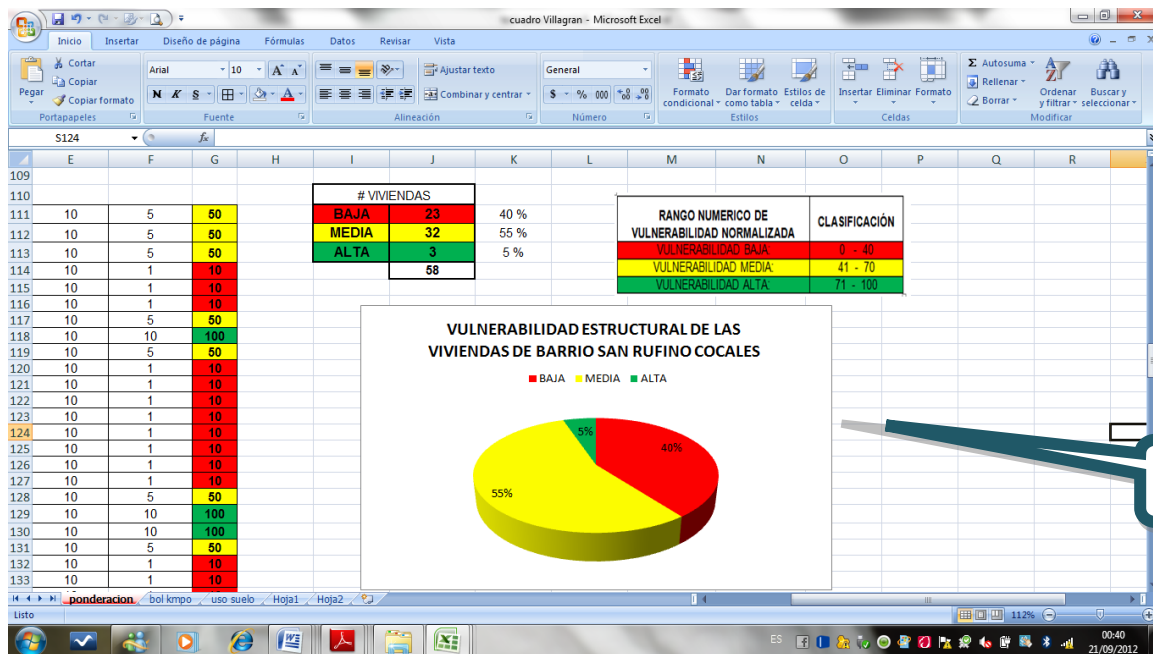 cuadro Villagran - Microsoft Excel
Inicio Insertar Diseño de página Fórmulas Datos Revisar Vista
Pegar
Cortar
Copiar
Copiar formato
Portapapeles
Arial 10
N K S
Fuente
Ajustar texto
Combinar y centrar
Alineación
General
$ % 000
Número
Formato condicional
Dar formato como tabla
Estilos de celda
Estilos
Insertar Eliminar Formato
Celdas
Σ Autosuma
Rellenar
Borrar
Ordenar y filtrar
Buscar y seleccionar
Modificar
S124 fx
E F G H I J K L M N O P Q R
109
110 # VIVIENDAS
111 10 5 50 BAJA 23 40 %
112 10 5 50 MEDIA 32 55 %
113 10 5 50 ALTA 3 5 %
114 10 1 10 58
115 10 1 10
116 10 1 10
117 10 5 50
118 10 10 100
119 10 5 50
120 10 1 10
121 10 1 10
122 10 1 10
123 10 1 10
124 10 1 10
125 10 1 10
126 10 1 10
127 10 1 10
128 10 5 50
129 10 10 100
130 10 10 100
131 10 5 50
132 10 1 10
133 10 1 10
RANGO NUMERICO DE VULNERABILIDAD NORMALIZADA CLASIFICACIÓN
VULNERABILIDAD BAJA: 0 - 40
VULNERABILIDAD MEDIA: 41 - 70
VULNERABILIDAD ALTA: 71 - 100
VULNERABILIDAD ESTRUCTURAL DE LAS
VIVIENDAS DE BARRIO SAN RUFINO COCALES
BAJA MEDIA ALTA
5%
40%
55%
ponderacion bol kmpo uso suelo Hoja1 Hoja2
Listo 112%
ES 00:40
21/09/2012